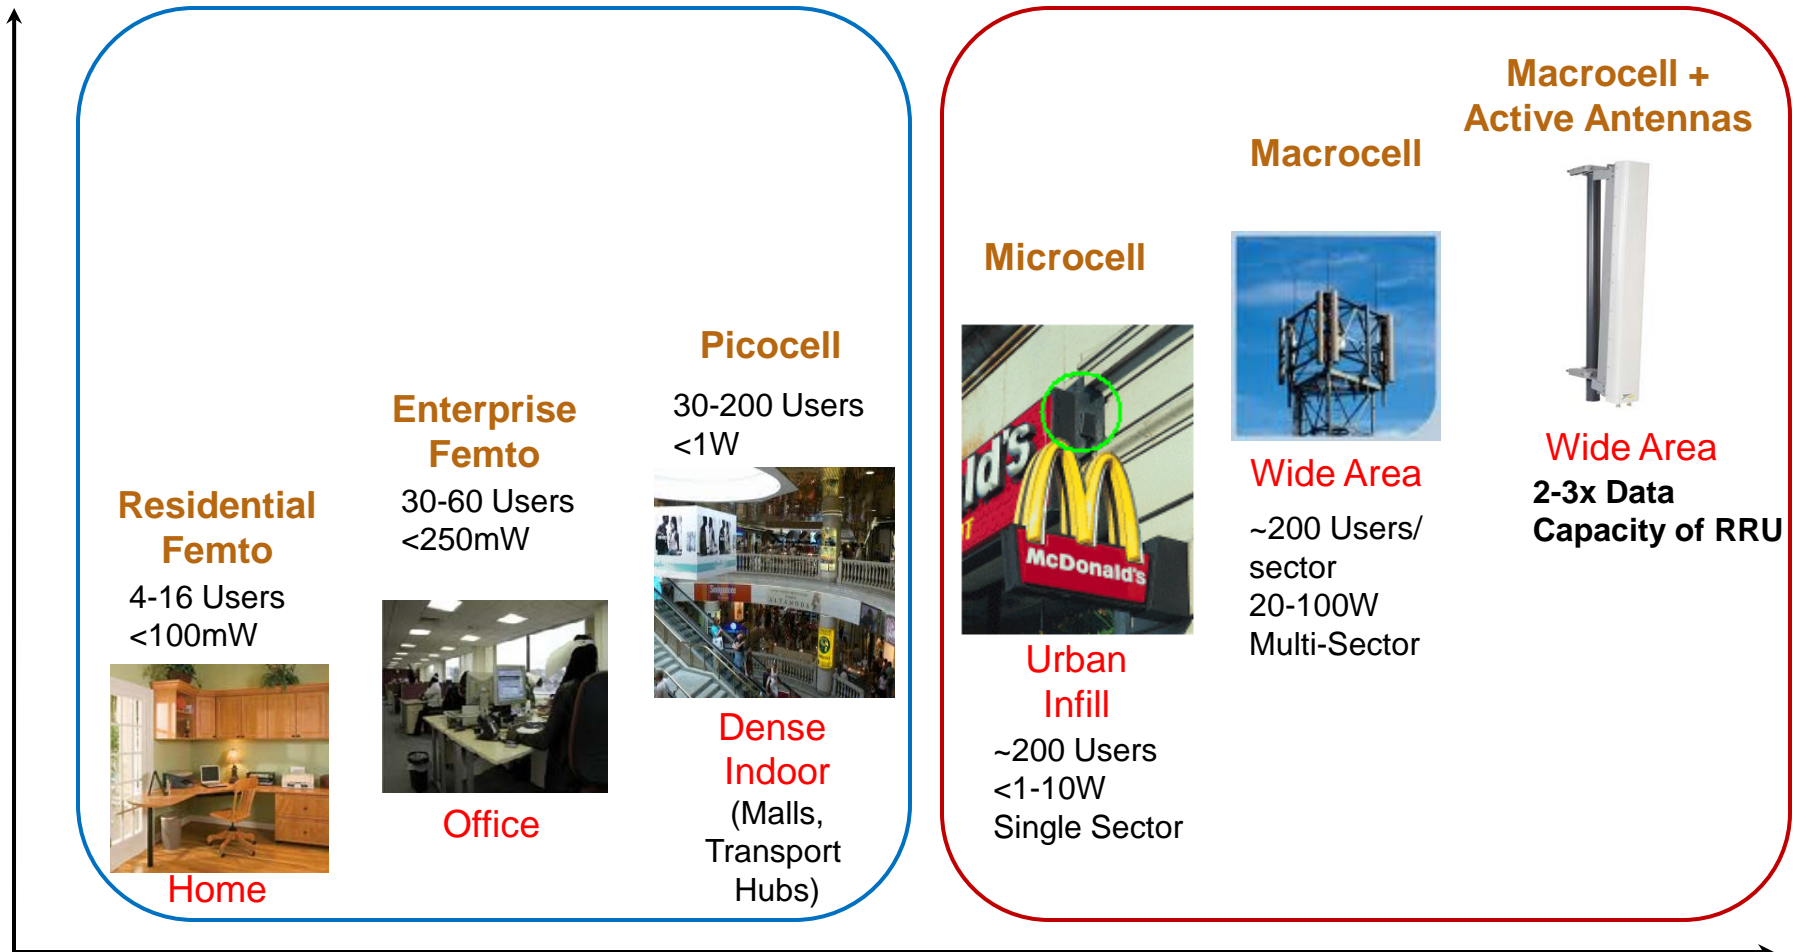 Residential
Femto
4-16 Users
<100mW
Home
Enterprise
Femto
30-60 Users
<250mW
Office
Picocell
30-200 Users
<1W
Dense
Indoor
(Malls,
Transport
Hubs)
Microcell
ld's
McDonald's
Urban
Infill
~200 Users
<1-10W
Single Sector
Macrocell
Wide Area
~200 Users/
sector
20-100W
Multi-Sector
Macrocell +
Active Antennas
Wide Area
2-3x Data
Capacity of RRU